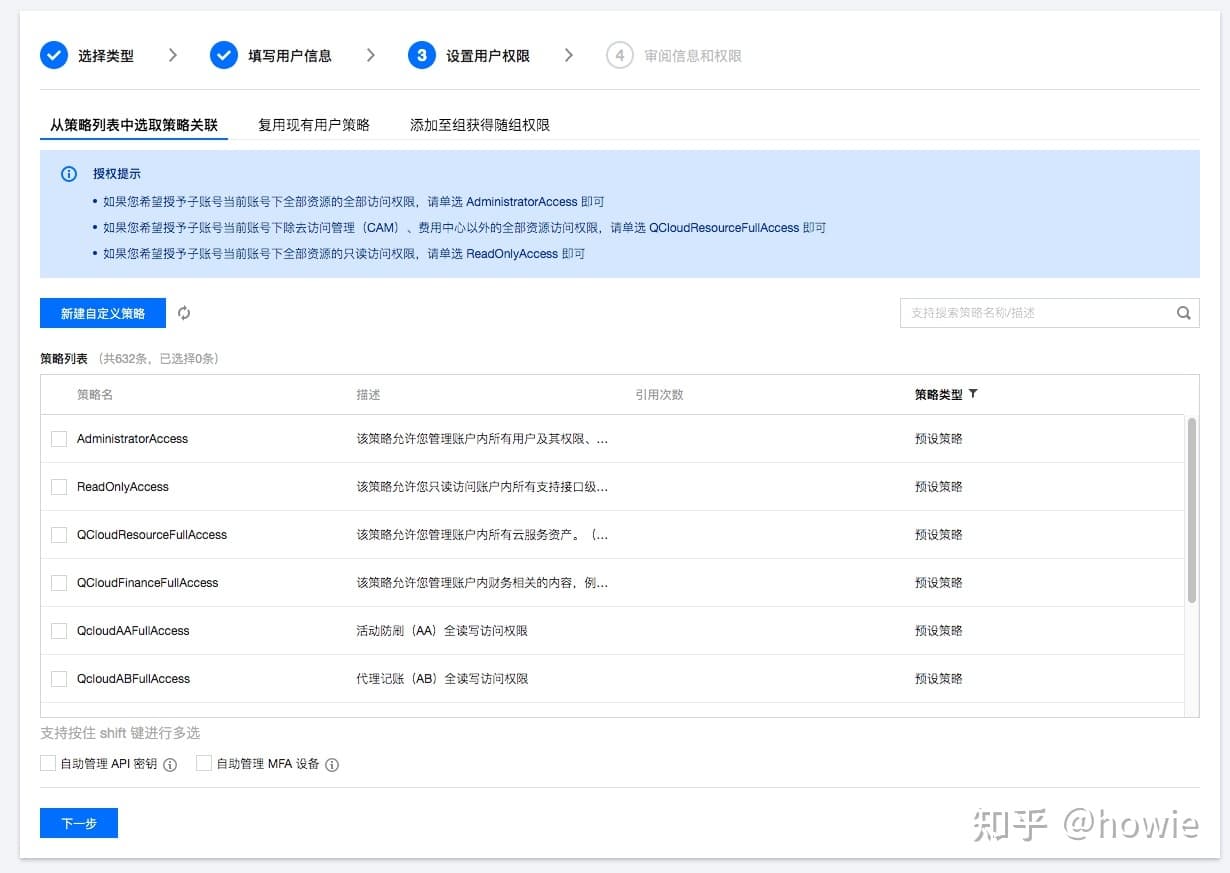 选择类型 填写用户信息 3 设置用户权限 4 审阅信息和权限
从策略列表中选取策略关联 复用现有用户策略 添加至组获得随组权限
授权提示
• 如果您希望授予子账号当前账号下全部资源的全部访问权限，请单选 AdministratorAccess 即可
• 如果您希望授予子账号当前账号下除去访问管理（CAM）、费用中心以外的全部资源访问权限，请单选 QCloudResourceFullAccess 即可
• 如果您希望授予子账号当前账号下全部资源的只读访问权限，请单选 ReadOnlyAccess 即可
新建自定义策略 支持搜索策略名称/描述
策略列表（共632条，已选择0条）
策略名 描述 引用次数 策略类型
AdministratorAccess 该策略允许您管理账户内所有用户及其权限、... 预设策略
ReadOnlyAccess 该策略允许您只读访问账户内所有支持接口级... 预设策略
QCloudResourceFullAccess 该策略允许您管理账户内所有云服务资产。（... 预设策略
QCloudFinanceFullAccess 该策略允许您管理账户内财务相关的内容，例... 预设策略
QcloudAAFullAccess 活动防刷（AA）全读写访问权限 预设策略
QcloudABFullAccess 代理记账（AB）全读写访问权限 预设策略
支持按住 shift 键进行多选
自动管理 API 密钥 自动管理 MFA 设备
下一步
知乎 @howie